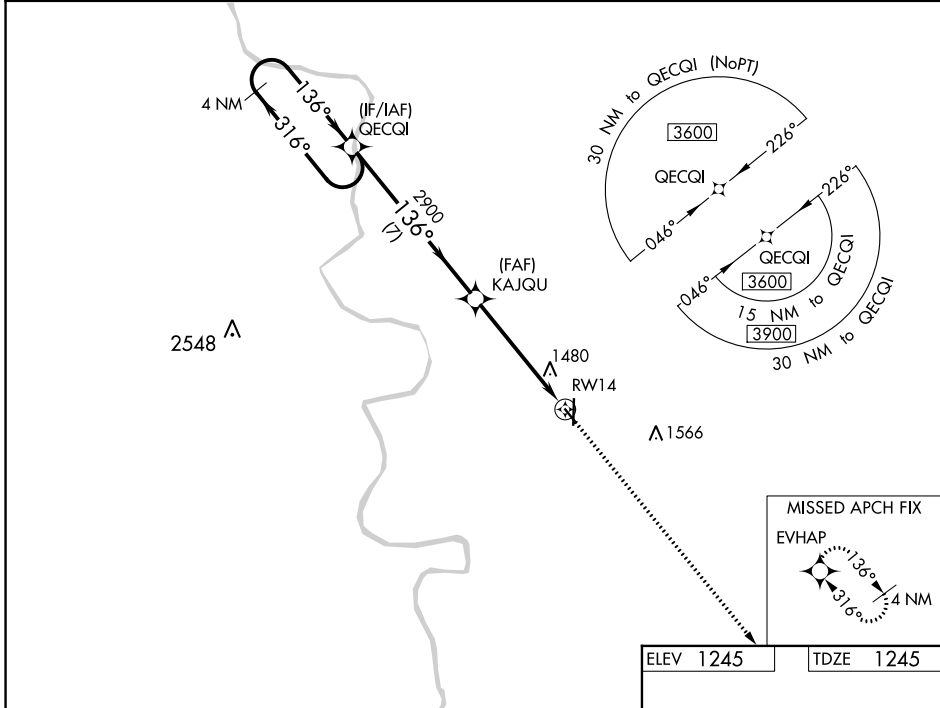 4 NM
136°
316°
(IF/IAF)
QECQI
2900
136°
(7)
(FAF)
KAJQU
2548
1480
RW14
1566
30 NM to QECQI (NoPT)
3600
QECQI
226°
046°
226°
QECQI
046°
3600
15 NM to QECQI
3900
30 NM to QECQI
MISSED APCH FIX
EVHAP
136°
316°
4 NM
ELEV 1245
TDZE 1245